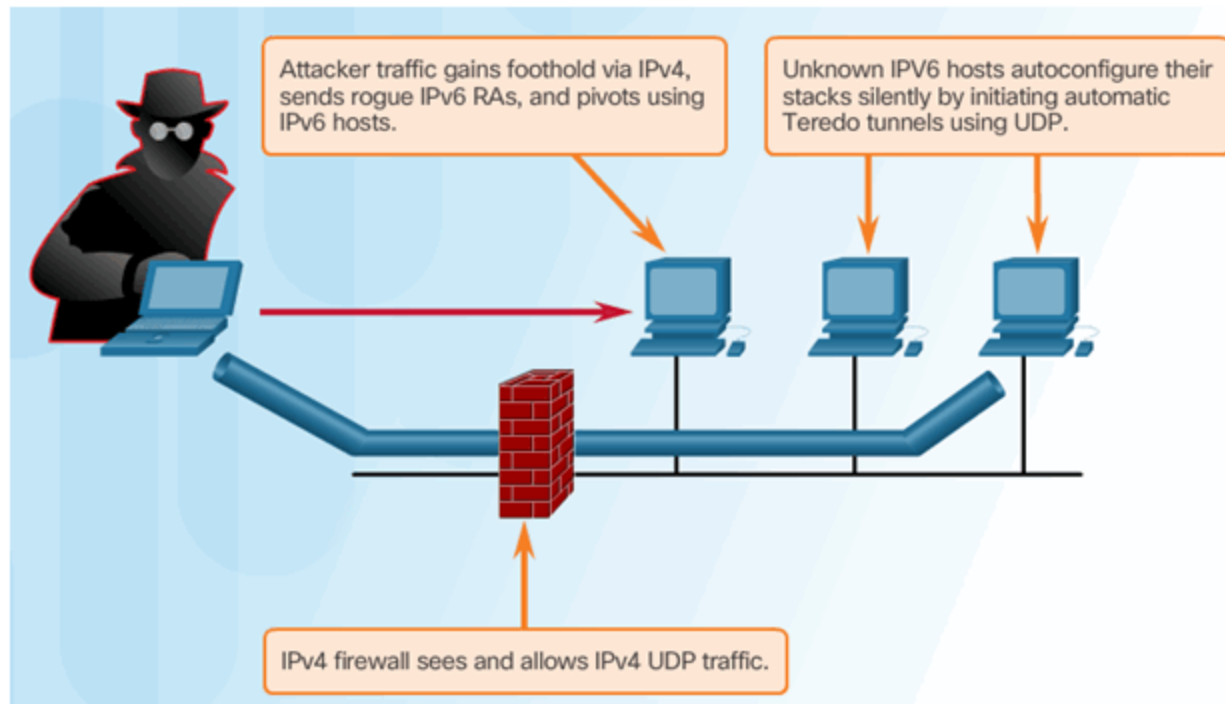 Attacker traffic gains foothold via IPv4,
sends rogue IPv6 RAs, and pivots using
IPv6 hosts.
Unknown IPV6 hosts autoconfigure their
stacks silently by initiating automatic
Teredo tunnels using UDP.
IPv4 firewall sees and allows IPv4 UDP traffic.